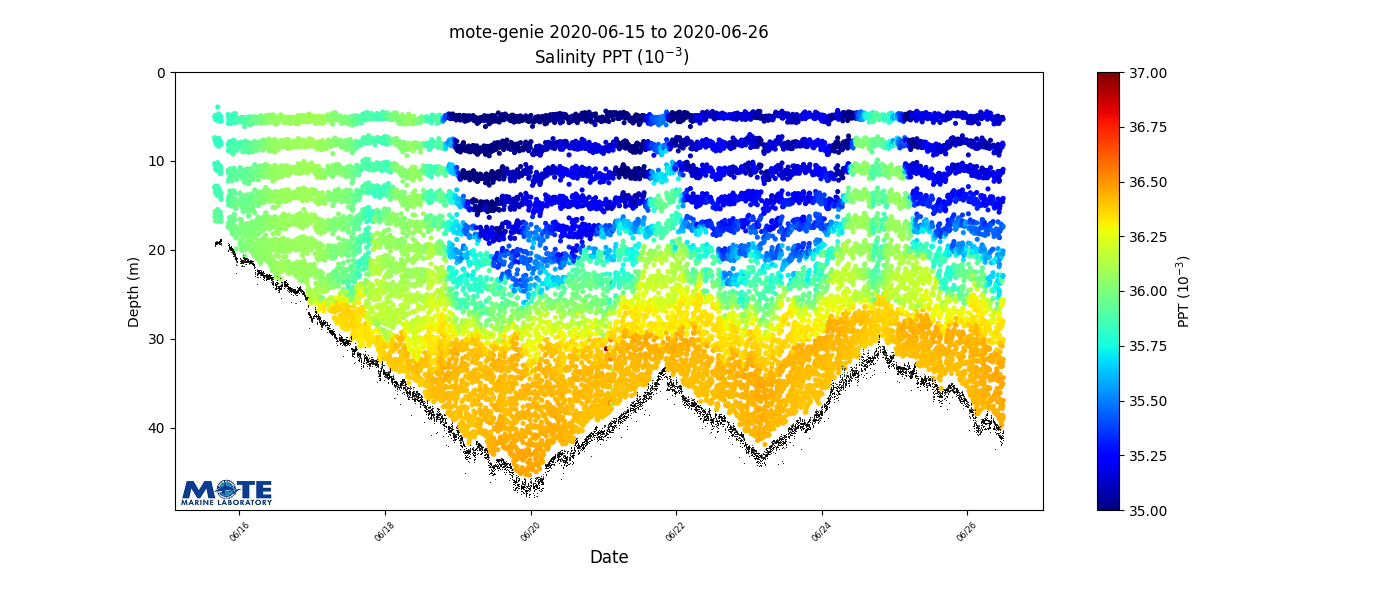 mote-genie 2020-06-15 to 2020-06-26
Salinity PPT (10⁻³)
0
10
20
30
40
Depth (m)
06/16
06/18
06/20
06/22
06/24
06/26
Date
37.00
36.75
36.50
36.25
36.00
35.75
35.50
35.25
35.00
PPT (10⁻³)
MOTE
MARINE LABORATORY